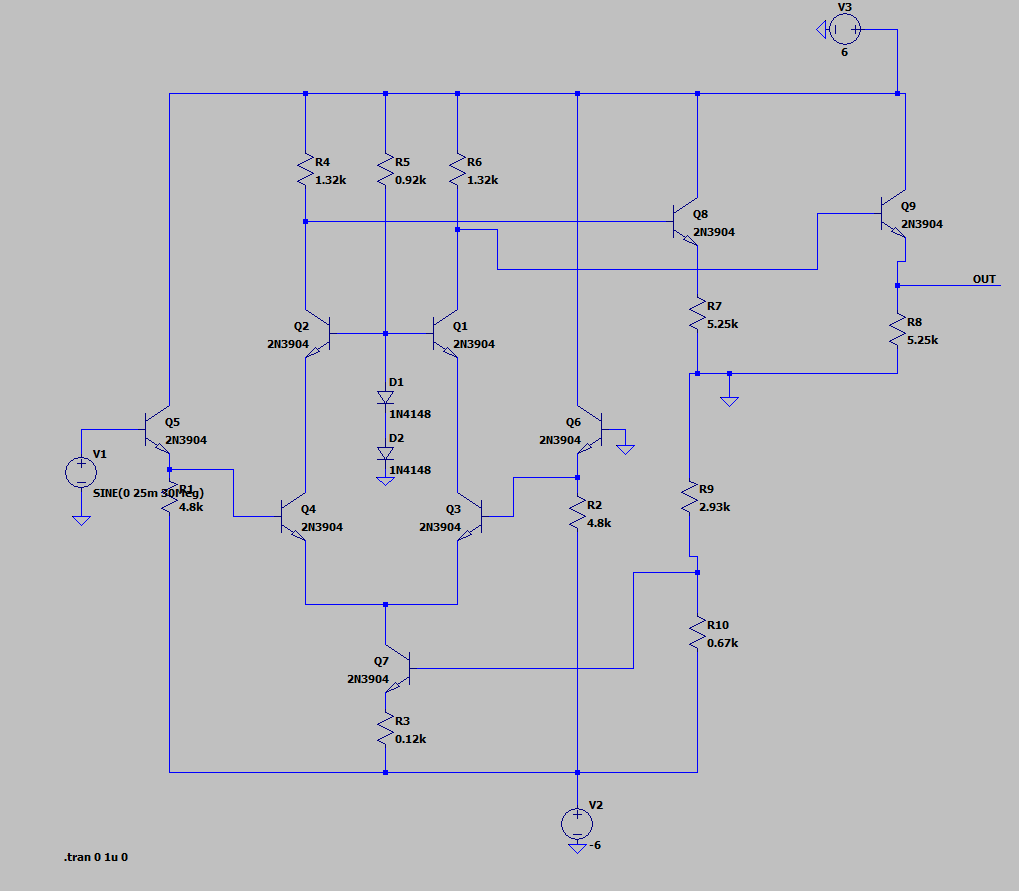 V3
6
R4
1.32k
R5
0.92k
R6
1.32k
Q8
2N3904
Q9
2N3904
OUT
R7
5.25k
R8
5.25k
Q2
2N3904
Q1
2N3904
D1
1N4148
D2
1N4148
Q5
2N3904
Q6
2N3904
V1
SINE(0 25m 30Meg)
R1
4.8k
Q4
2N3904
Q3
2N3904
R2
4.8k
R9
2.93k
R10
0.67k
Q7
2N3904
R3
0.12k
V2
-6
.tran 0 1u 0